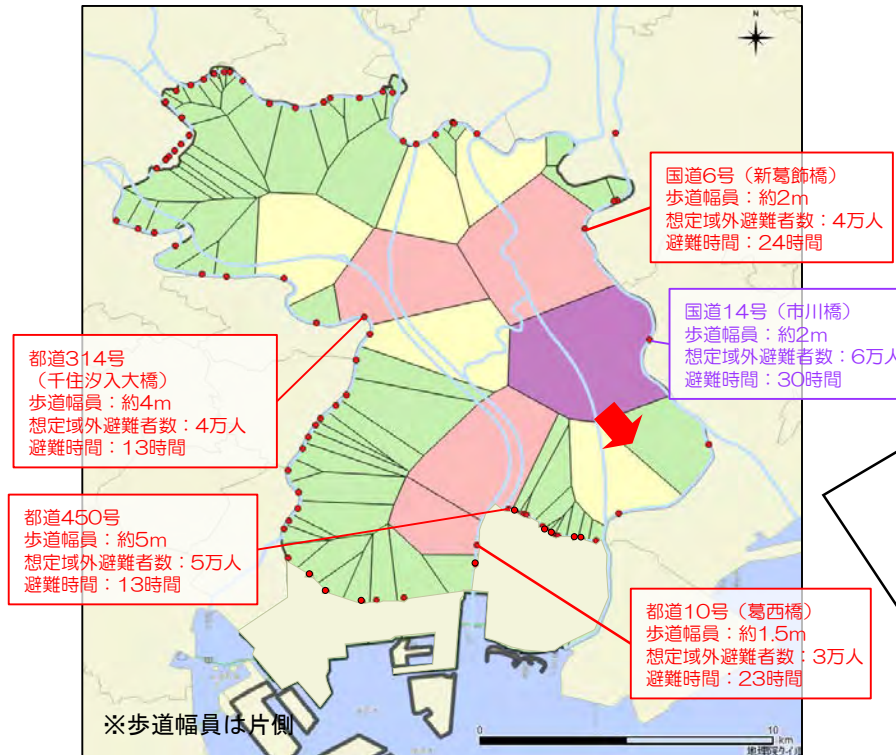 N
国道6号（新葛飾橋）
歩道幅員：約2m
想定域外避難者数：4万人
避難時間：24時間
国道14号（市川橋）
歩道幅員：約2m
想定域外避難者数：6万人
避難時間：30時間
都道314号
（千住汐入大橋）
歩道幅員：約4m
想定域外避難者数：4万人
避難時間：13時間
都道450号
歩道幅員：約5m
想定域外避難者数：5万人
避難時間：13時間
都道10号（葛西橋）
歩道幅員：約1.5m
想定域外避難者数：3万人
避難時間：23時間
※歩道幅員は片側
0 10
km
地理院タイル